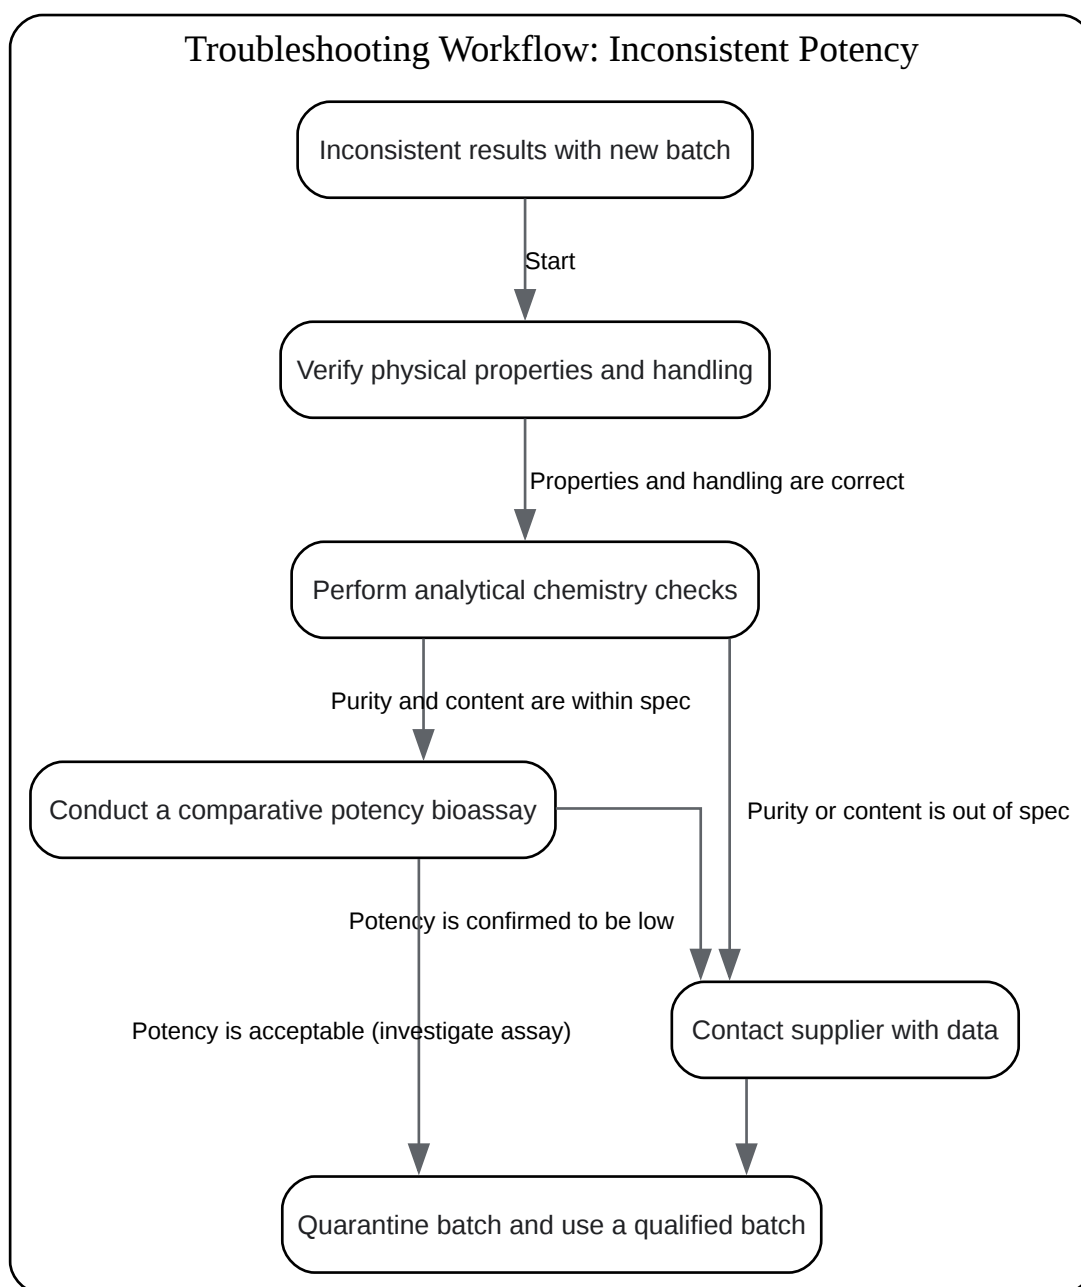 Troubleshooting Workflow: Inconsistent Potency
Inconsistent results with new batch
Start
Verify physical properties and handling
Properties and handling are correct
Perform analytical chemistry checks
Purity and content are within spec
Conduct a comparative potency bioassay
Purity or content is out of spec
Potency is confirmed to be low
Potency is acceptable (investigate assay)
Contact supplier with data
Quarantine batch and use a qualified batch